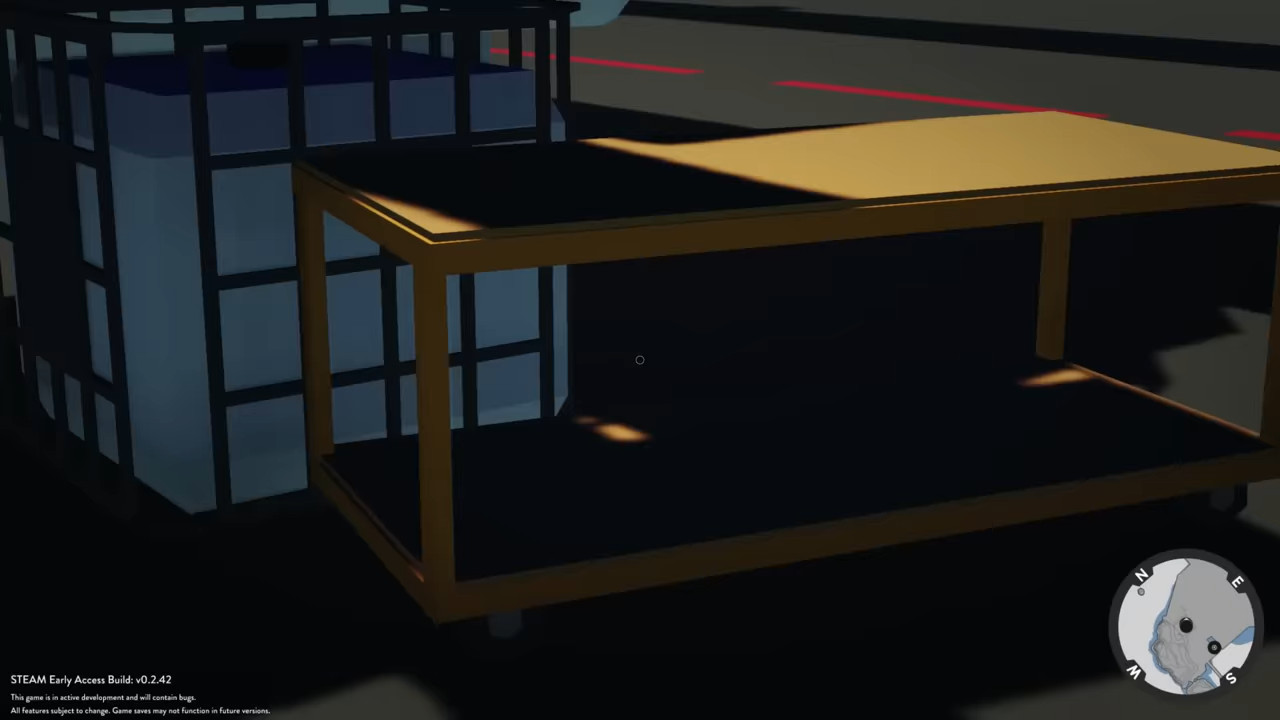 N
E
W
S
STEAM Early Access Build: v0.2.42
This game is in active development and will contain bugs.
All features subject to change. Game saves may not function in future versions.